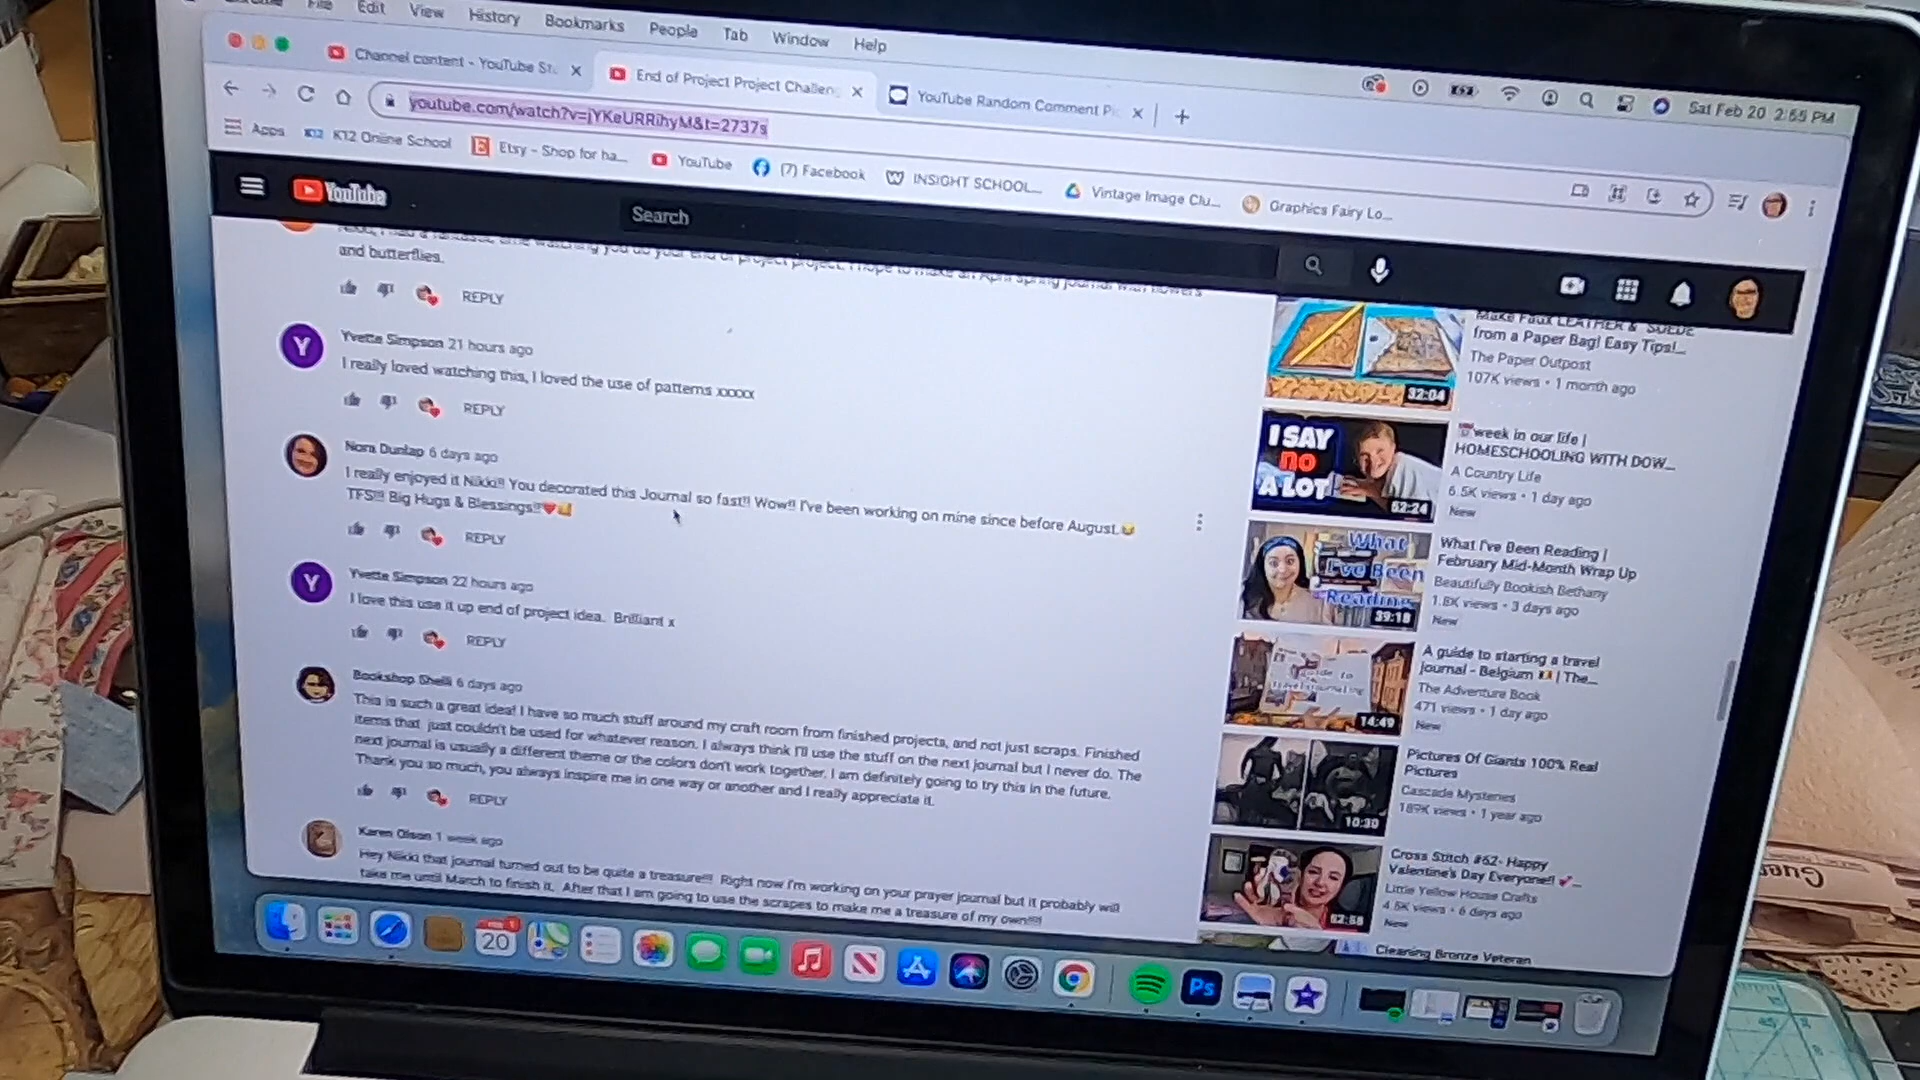 File Edit View History Bookmarks People Tab Window Help
Sat Feb 20 2:55 PM
Channel content - YouTube Stu
End of Project Project Challen
YouTube Random Comment Pic
youtube.com/watch?v=jYKeURRihyM&t=2737s
Apps
K12 Online School
Etsy - Shop for ha...
YouTube
(7) Facebook
INSIGHT SCHOOL...
Vintage Image Clu...
Graphics Fairy Lo...
YouTube
Search
and butterflies.
REPLY
Y
Yvette Simpson 21 hours ago
I really loved watching this, I loved the use of patterns xxxxx
REPLY
Nora Dunlap 6 days ago
I really enjoyed it Nikki!! You decorated this Journal so fast!! Wow!! I've been working on mine since before August.😂
TFS!!! Big Hugs & Blessings!!❤️
REPLY
Y
Yvette Simpson 22 hours ago
I love this use it up end of project idea. Brilliant x
REPLY
Bookshop Shelli 6 days ago
This is such a great idea! I have so much stuff around my craft room from finished projects, and not just scraps. Finished
items that just couldn't be used for whatever reason. I always think I'll use the stuff on the next journal but I never do. The
next journal is usually a different theme or the colors don't work together. I am definitely going to try this in the future.
Thank you so much, you always inspire me in one way or another and I really appreciate it.
REPLY
Karen Olson 1 week ago
Hey Nikki that journal turned out to be quite a treasure!!! Right now I'm working on your prayer journal but it probably will
take me until March to finish it. After that I am going to use the scrapes to make me a treasure of my own!!!!
Make Faux LEATHER & SUEDE
from a Paper Bag! Easy Tips!...
The Paper Outpost
107K views • 1 month ago
32:04
I SAY
no
A LOT!
52:24
week in our life |
HOMESCHOOLING WITH DOW...
A Country Life
6.5K views • 1 day ago
New
What
I've Been
Reading
39:18
What I've Been Reading |
February Mid-Month Wrap Up
Beautifully Bookish Bethany
1.8K views • 3 days ago
New
14:49
A guide to starting a travel
journal - Belgium 🇧🇪 | The...
The Adventure Book
471 views • 1 day ago
New
10:30
Pictures Of Giants 100% Real
Pictures
Cascade Mysteries
189K views • 1 year ago
52:58
Cross Stitch #62- Happy
Valentine's Day Everyone!! 💕...
Little Yellow House Crafts
4.5K views • 6 days ago
New
Cleaning Bronze Veteran
20
Ps